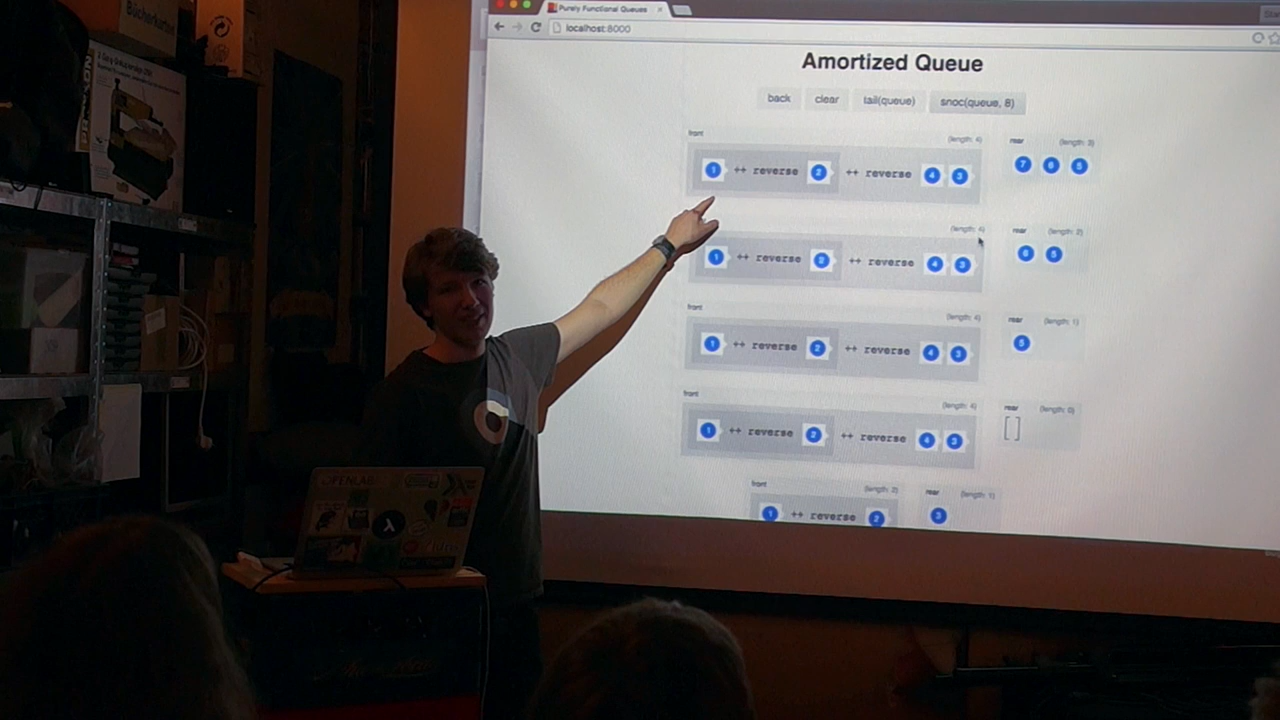 Bücherkarton
NIKON
Purely Functional Queues
localhost:8000
Amortized Queue
back clear tail(queue) snoc(queue, 8)
front (length: 4) rear (length: 3)
1 ++ reverse 2 ++ reverse 4 3 7 6 5
(length: 4) rear (length: 2)
1 ++ reverse 2 ++ reverse 4 3 6 5
front (length: 4) rear (length: 1)
1 ++ reverse 2 ++ reverse 4 3 5
front (length: 4) rear (length: 0)
1 ++ reverse 2 ++ reverse 4 3 []
front (length: 2) rear (length: 1)
1 ++ reverse 2 3
OPENLAB
λ